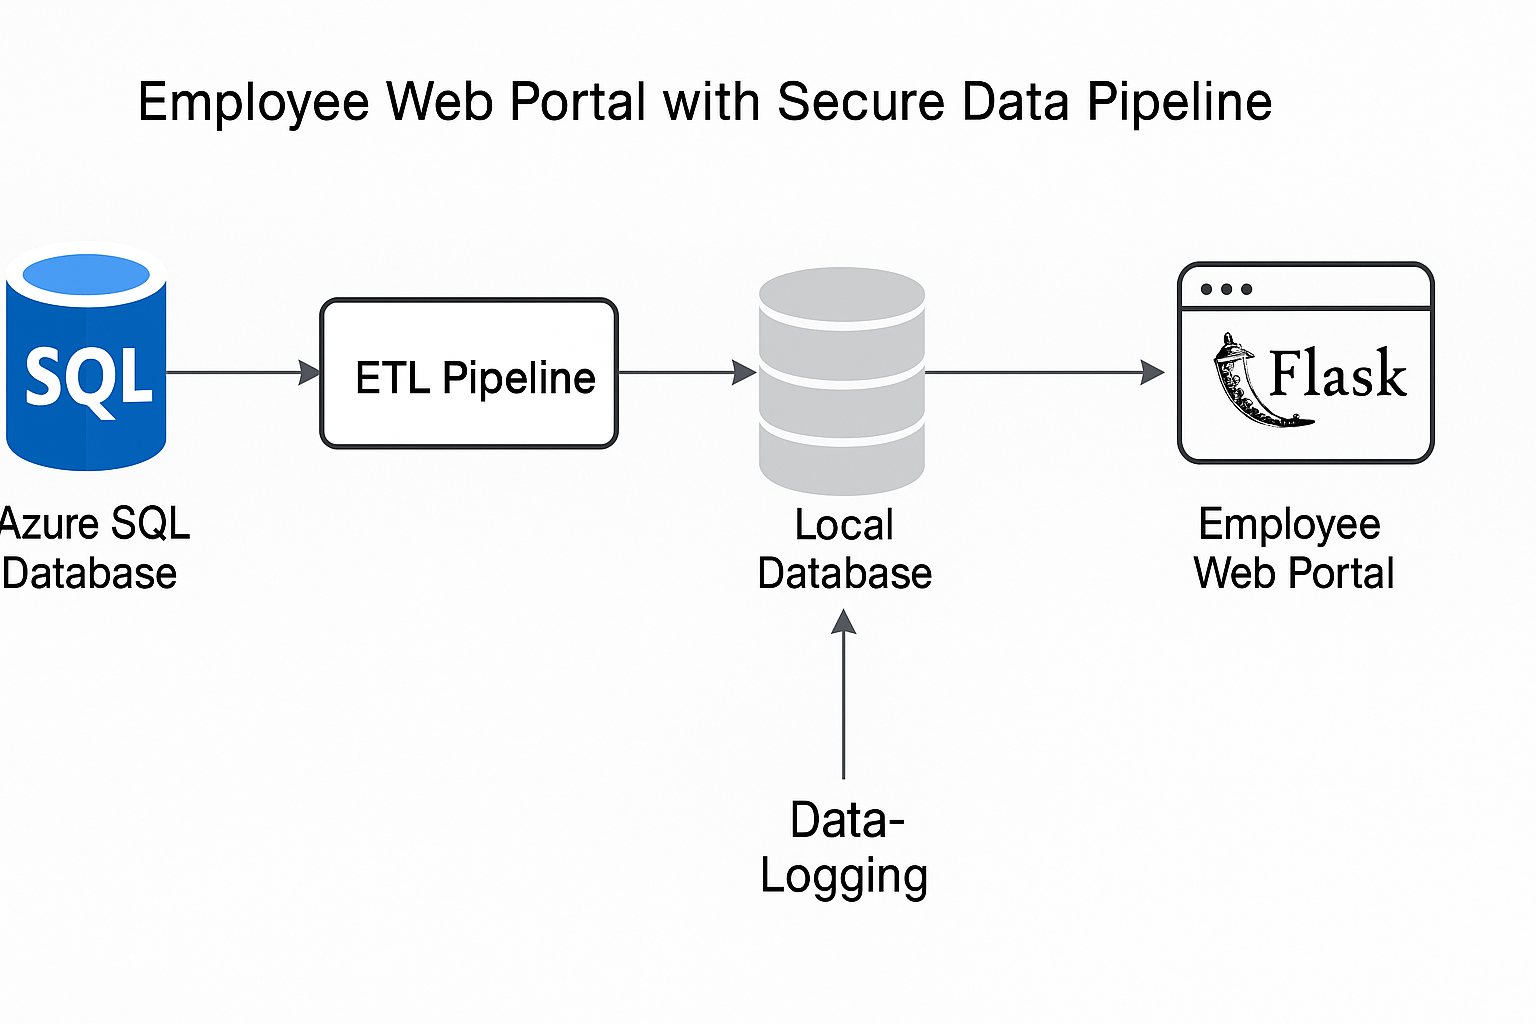 Employee Web Portal with Secure Data Pipeline
SQL
ETL Pipeline
Flask
Azure SQL
Database
Local
Database
Employee
Web Portal
Data-
Logging